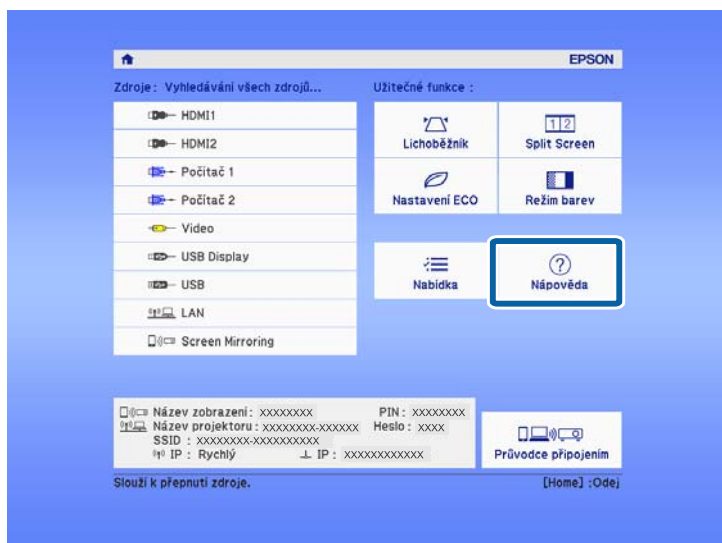 EPSON
Zdroje : Vyhledávání všech zdrojů...
HDMI1
HDMI2
Počítač 1
Počítač 2
Video
USB Display
USB
LAN
Screen Mirroring
Užitečné funkce :
Lichoběžník
1 2
Split Screen
Nastavení ECO
Režim barev
Nabídka
?
Nápověda
Název zobrazení : XXXXXXXX PIN : XXXXXXXX
Název projektoru : XXXXXXXX-XXXXXX Heslo : XXXX
SSID : XXXXXXXX-XXXXXXXXXX
IP : Rychlý IP : XXXXXXXXXXXX
Průvodce připojením
Slouží k přepnutí zdroje. [Home] :Odej